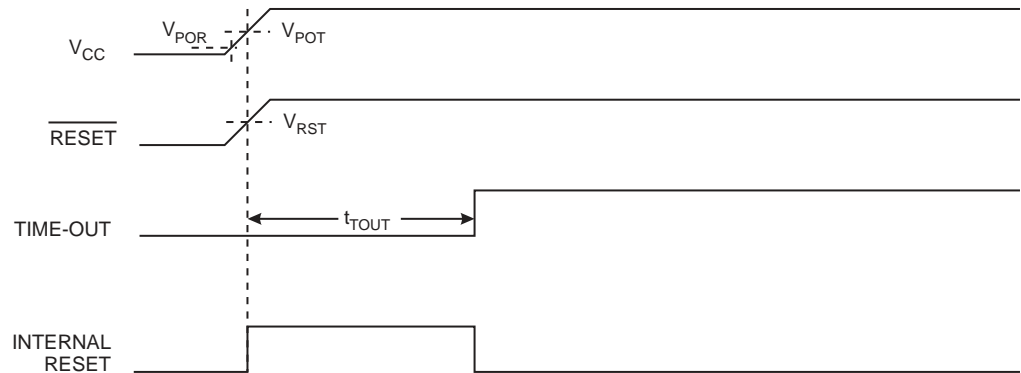 V_POR
V_POT
V_CC
RESET
V_RST
TIME-OUT
t_TOUT
INTERNAL
RESET